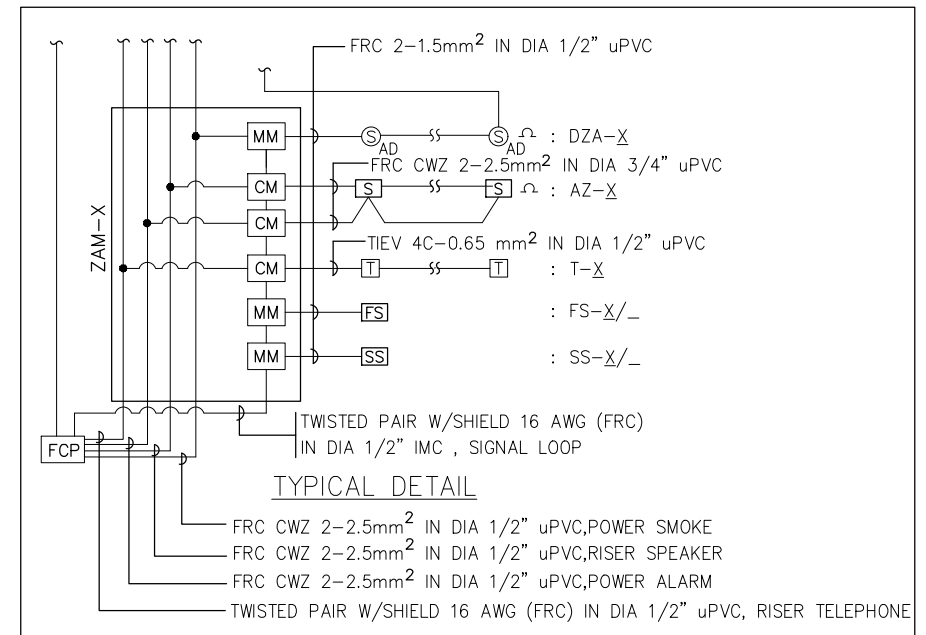 FRC 2-1.5mm² IN DIA 1/2" uPVC
MM S AD S AD Ω : DZA-X
FRC CWZ 2-2.5mm² IN DIA 3/4" uPVC
CM S S Ω : AZ-X
CM
TIEV 4C-0.65 mm² IN DIA 1/2" uPVC
CM T T : T-X
MM FS : FS-X/_
MM SS : SS-X/_
ZAM-X
TWISTED PAIR W/SHIELD 16 AWG (FRC)
IN DIA 1/2" IMC , SIGNAL LOOP
FCP
TYPICAL DETAIL
FRC CWZ 2-2.5mm² IN DIA 1/2" uPVC,POWER SMOKE
FRC CWZ 2-2.5mm² IN DIA 1/2" uPVC,RISER SPEAKER
FRC CWZ 2-2.5mm² IN DIA 1/2" uPVC,POWER ALARM
TWISTED PAIR W/SHIELD 16 AWG (FRC) IN DIA 1/2" uPVC, RISER TELEPHONE